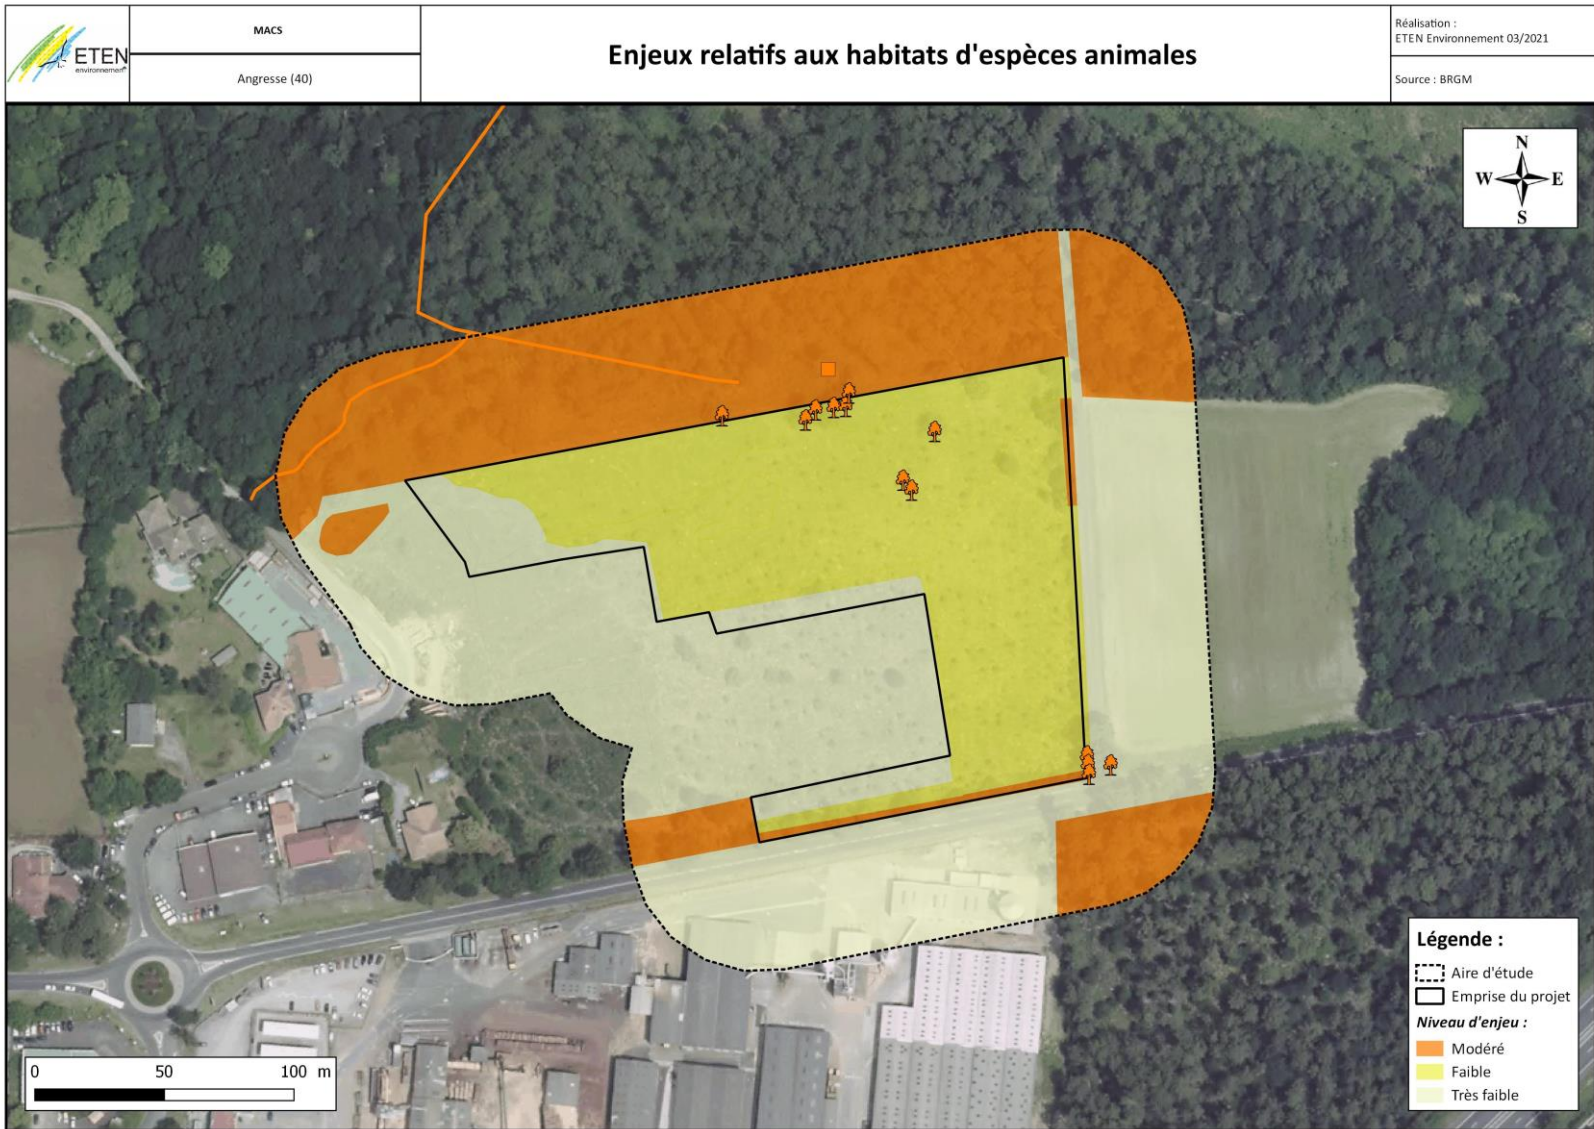 ETEN
environnement
MACS
Angresse (40)
Enjeux relatifs aux habitats d'espèces animales
Réalisation :
ETEN Environnement 03/2021
Source : BRGM
N
W E
S
Légende :
Aire d'étude
Emprise du projet
Niveau d'enjeu :
Modéré
Faible
Très faible
0 50 100 m